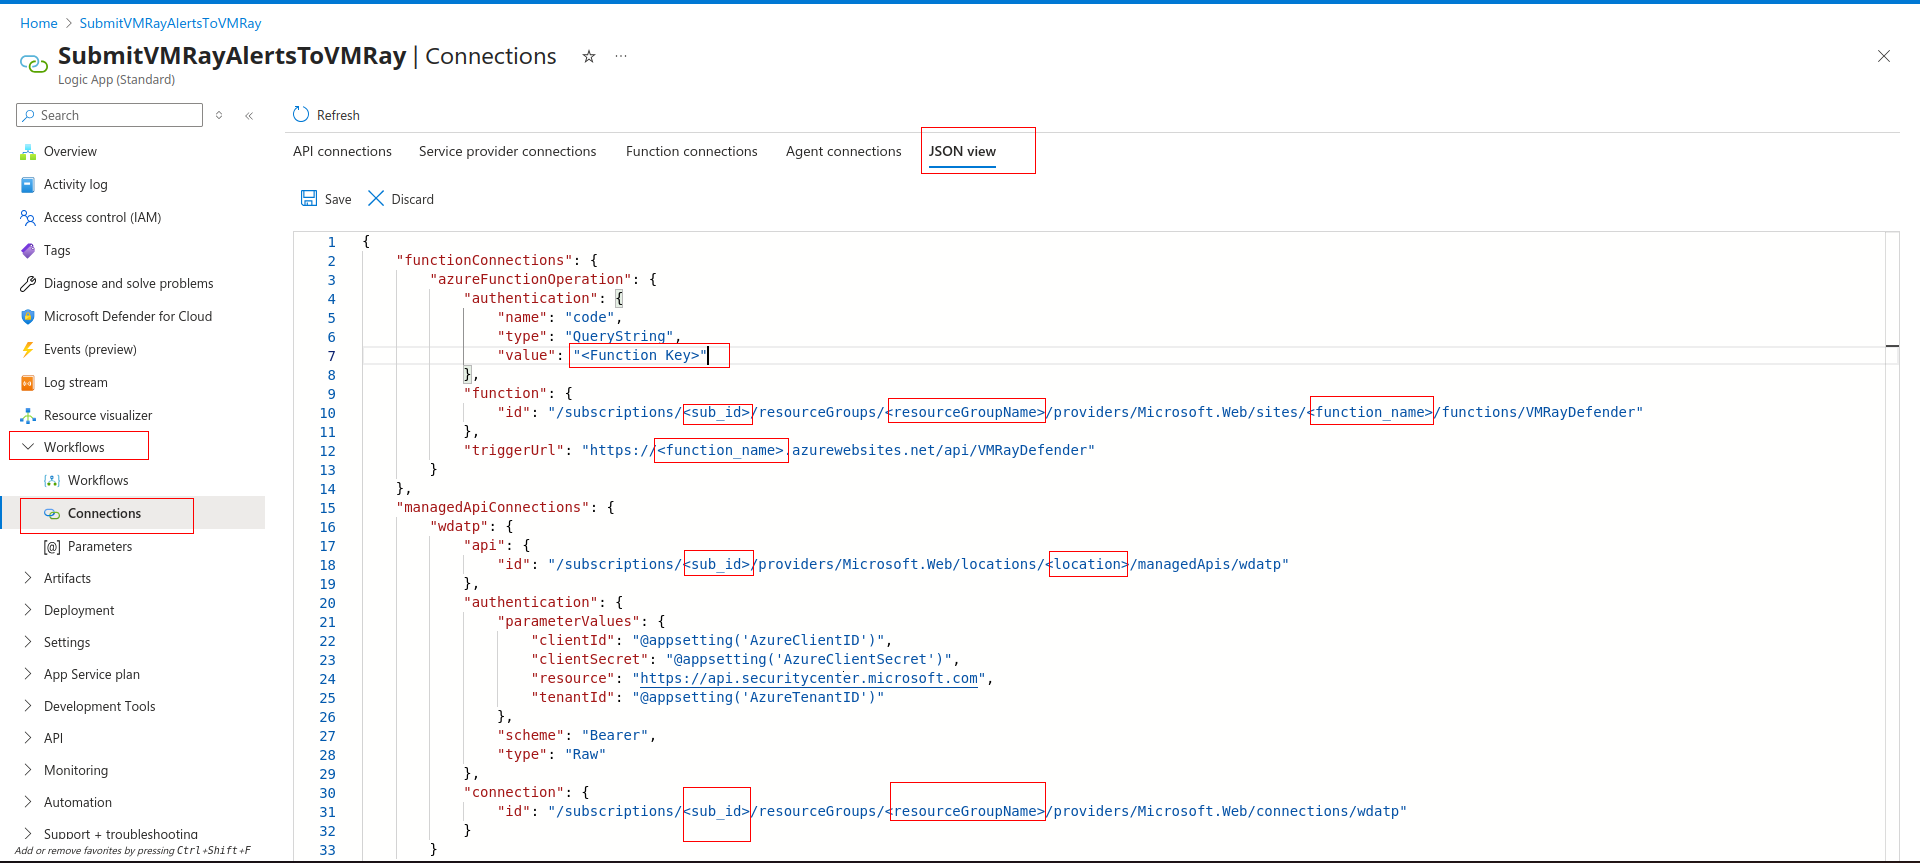 Home > SubmitVMRayAlertsToVMRay
SubmitVMRayAlertsToVMRay | Connections
Logic App (Standard)
Search
Overview
Activity log
Access control (IAM)
Tags
Diagnose and solve problems
Microsoft Defender for Cloud
Events (preview)
Log stream
Resource visualizer
Workflows
Workflows
Connections
Parameters
Artifacts
Deployment
Settings
App Service plan
Development Tools
API
Monitoring
Automation
Support + troubleshooting
Add or remove favorites by pressing Ctrl+Shift+F
Refresh
API connections Service provider connections Function connections Agent connections JSON view
Save Discard
1 {
2 "functionConnections": {
3 "azureFunctionOperation": {
4 "authentication": {
5 "name": "code",
6 "type": "QueryString",
7 "value": "<Function Key>"
8 },
9 "function": {
10 "id": "/subscriptions/<sub_id>/resourceGroups/<resourceGroupName>/providers/Microsoft.Web/sites/<function_name>/functions/VMRayDefender"
11 },
12 "triggerUrl": "https://<function_name>.azurewebsites.net/api/VMRayDefender"
13 }
14 },
15 "managedApiConnections": {
16 "wdatp": {
17 "api": {
18 "id": "/subscriptions/<sub_id>/providers/Microsoft.Web/locations/<location>/managedApis/wdatp"
19 },
20 "authentication": {
21 "parameterValues": {
22 "clientId": "@appsetting('AzureClientID')",
23 "clientSecret": "@appsetting('AzureClientSecret')",
24 "resource": "https://api.securitycenter.microsoft.com",
25 "tenantId": "@appsetting('AzureTenantID')"
26 },
27 "scheme": "Bearer",
28 "type": "Raw"
29 },
30 "connection": {
31 "id": "/subscriptions/<sub_id>/resourceGroups/<resourceGroupName>/providers/Microsoft.Web/connections/wdatp"
32 }
33 }